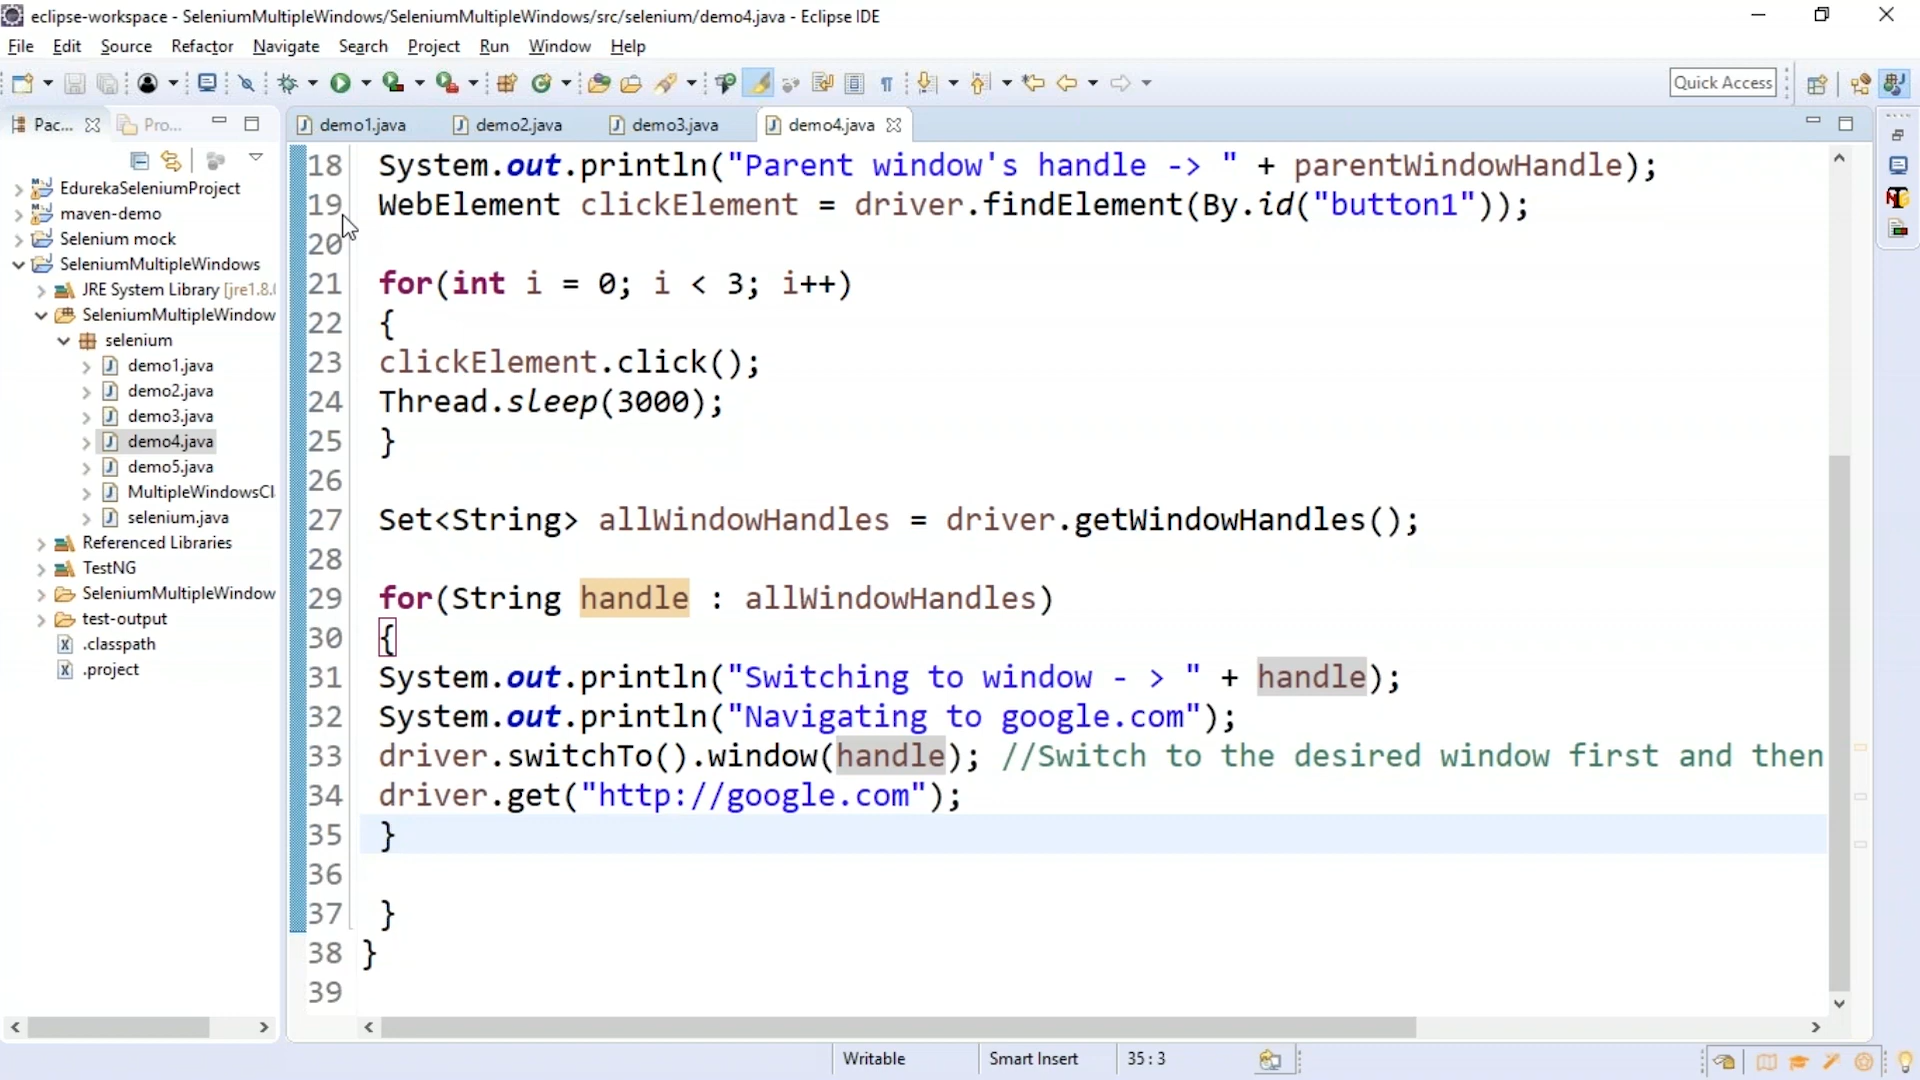 eclipse-workspace - SeleniumMultipleWindows/SeleniumMultipleWindows/src/selenium/demo4.java - Eclipse IDE
File Edit Source Refactor Navigate Search Project Run Window Help
Quick Access
Pac... Pro... demo1.java demo2.java demo3.java demo4.java
EdurekaSeleniumProject
maven-demo
Selenium mock
SeleniumMultipleWindows
JRE System Library [jre1.8.
SeleniumMultipleWindow
selenium
demo1.java
demo2.java
demo3.java
demo4.java
demo5.java
MultipleWindowsCl
selenium.java
Referenced Libraries
TestNG
SeleniumMultipleWindow
test-output
.classpath
.project
18 System.out.println("Parent window's handle -> " + parentWindowHandle);
19 WebElement clickElement = driver.findElement(By.id("button1"));
20
21 for(int i = 0; i < 3; i++)
22 {
23 clickElement.click();
24 Thread.sleep(3000);
25 }
26
27 Set<String> allWindowHandles = driver.getWindowHandles();
28
29 for(String handle : allWindowHandles)
30 {
31 System.out.println("Switching to window - > " + handle);
32 System.out.println("Navigating to google.com");
33 driver.switchTo().window(handle); //Switch to the desired window first and then
34 driver.get("http://google.com");
35 }
36
37 }
38 }
39
Writable Smart Insert 35 : 3